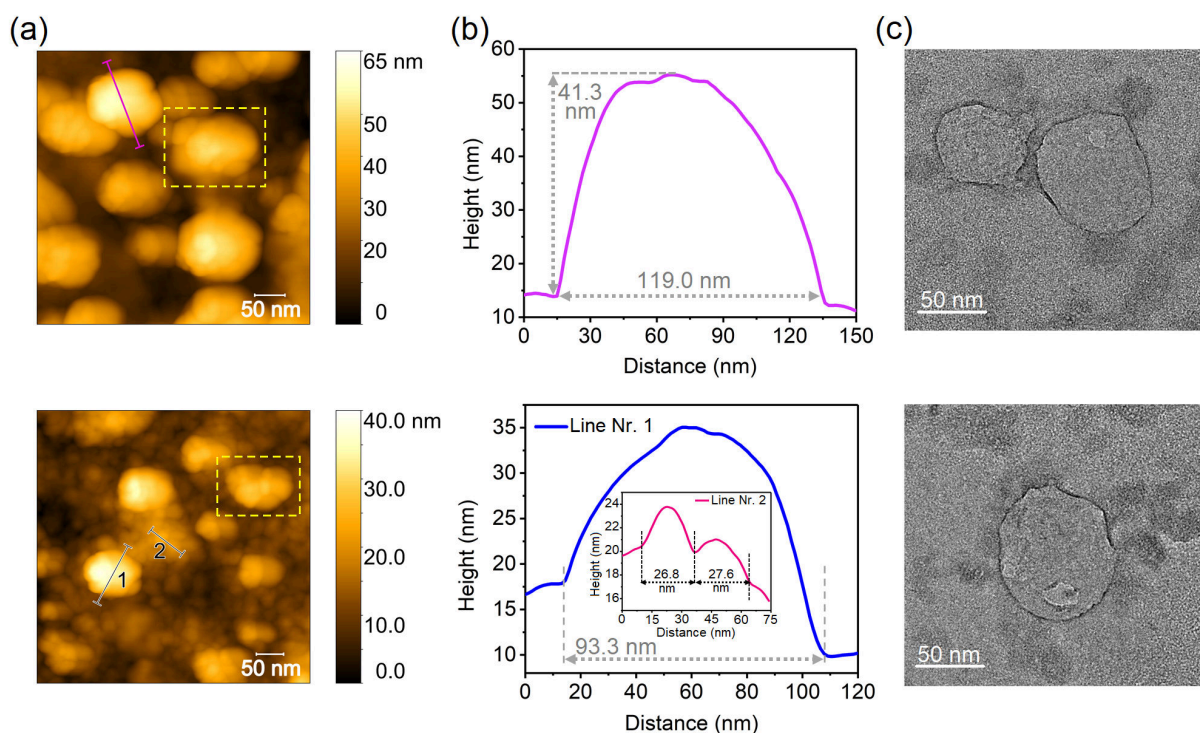 (a)
65 nm
50
40
30
20
0
50 nm
(b)
60
50
40
30
20
10
Height (nm)
41.3
nm
119.0 nm
0
30
60
90
120
150
Distance (nm)
(c)
50 nm
1
2
50 nm
40.0 nm
30.0
20.0
10.0
0.0
Line Nr. 1
35
30
25
20
15
10
Height (nm)
Line Nr. 2
24
22
20
18
16
Height (nm)
26.8
nm
27.6
nm
0
15
30
45
60
75
Distance (nm)
93.3 nm
0
20
40
60
80
100
120
Distance (nm)
50 nm